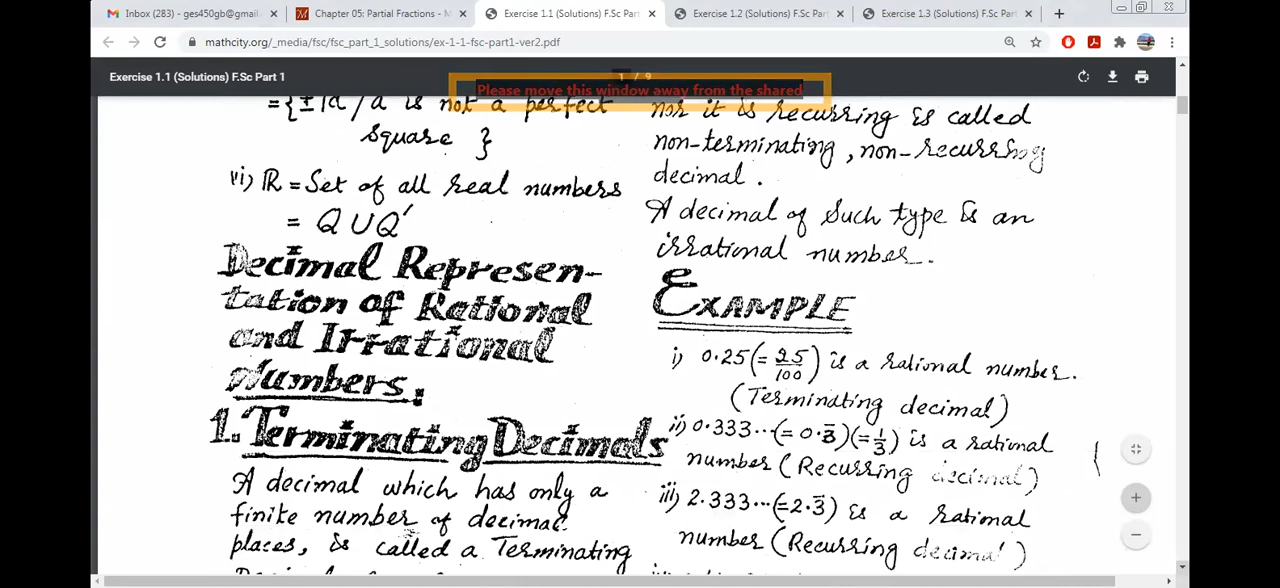 Inbox (283) - ges450gb@gmail.
Chapter 05: Partial Fractions - M
Exercise 1.1 (Solutions) F.Sc Part
Exercise 1.2 (Solutions) F.Sc Part
Exercise 1.3 (Solutions) F.Sc Part
mathcity.org/_media/fsc/fsc_part_1_solutions/ex-1-1-fsc-part1-ver2.pdf
Exercise 1.1 (Solutions) F.Sc Part 1
1 / 9
Please move this window away from the shared
= {±√a / a is not a perfect
square }
vi) ℝ = Set of all real numbers
= Q ∪ Q′
Decimal Represen-
tation of Rational
and Irrational
Numbers:
1. Terminating Decimals
A decimal which has only a
finite number of decimal
places, is called a Terminating
nor it is recurring is called
non-terminating, non-recurring
decimal.
A decimal of Such type is an
irrational number.
EXAMPLE
i) 0.25 (= 25/100) is a rational number.
(Terminating decimal)
ii) 0.333... (= 0.3̅) (= 1/3) is a rational
number (Recurring decimal)
iii) 2.333... (= 2.3̅) is a rational
number (Recurring decimal)